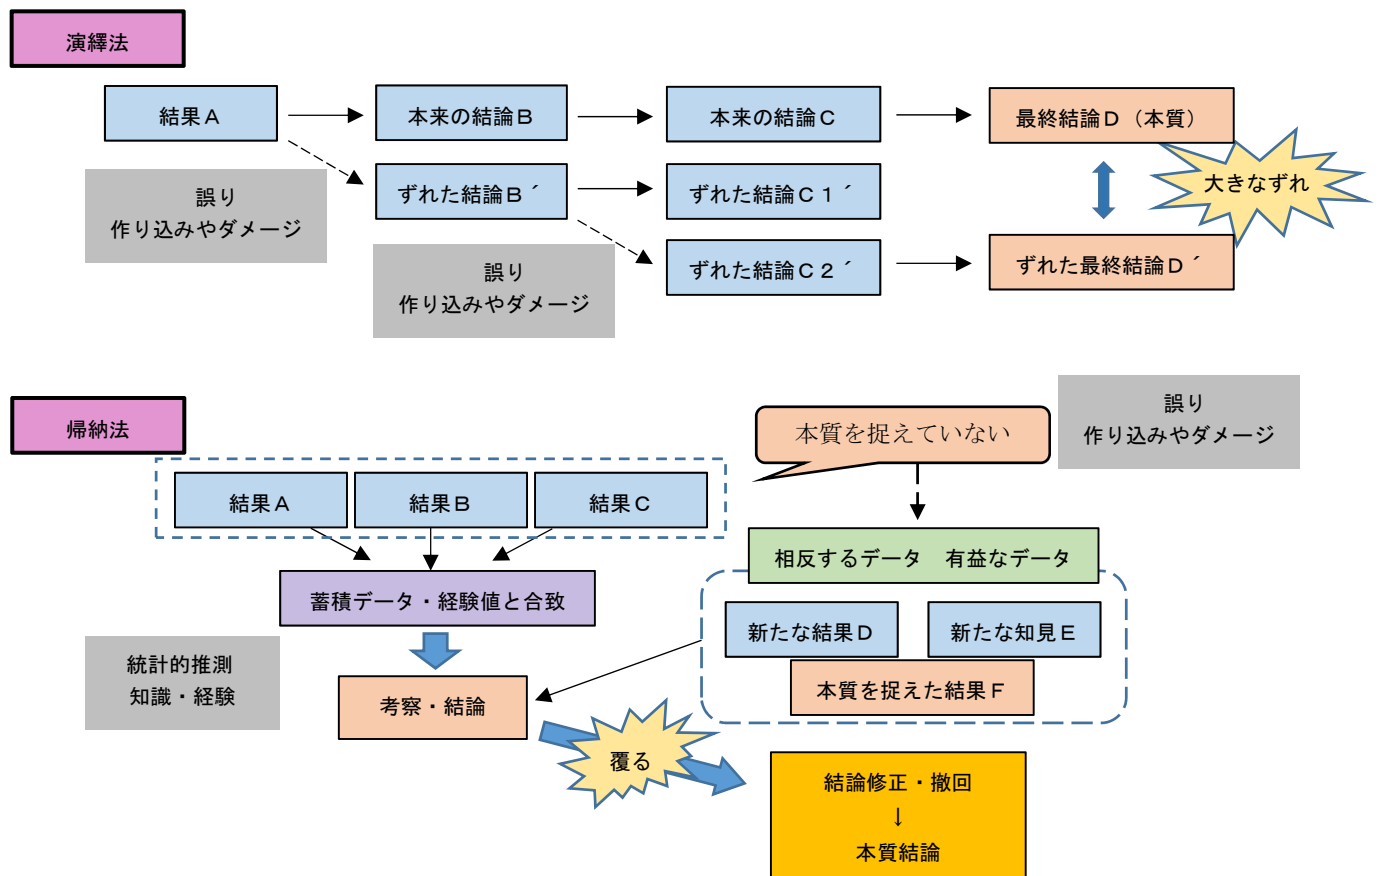 演繹法
結果Ａ
本来の結論Ｂ
本来の結論Ｃ
最終結論Ｄ（本質）
誤り
作り込みやダメージ
ずれた結論Ｂ´
ずれた結論Ｃ１´
大きなずれ
誤り
作り込みやダメージ
ずれた結論Ｃ２´
ずれた最終結論Ｄ´
帰納法
本質を捉えていない
誤り
作り込みやダメージ
結果Ａ
結果Ｂ
結果Ｃ
相反するデータ　有益なデータ
蓄積データ・経験値と合致
新たな結果Ｄ
新たな知見Ｅ
統計的推測
知識・経験
本質を捉えた結果Ｆ
考察・結論
覆る
結論修正・撤回
↓
本質結論